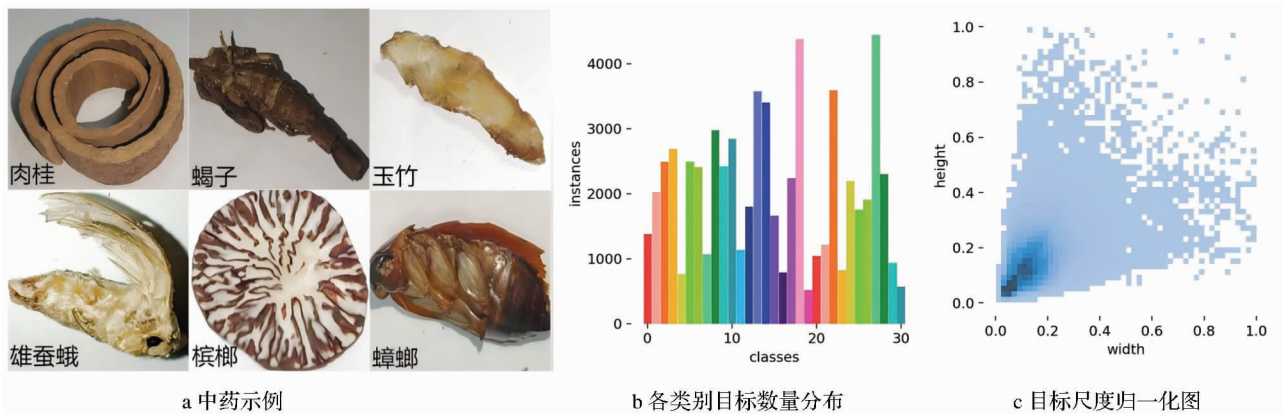 肉桂
蝎子
玉竹
雄蚕蛾
槟榔
蟑螂
a 中药示例
instances
4000
3000
2000
1000
0
0
10
20
30
classes
b 各类别目标数量分布
height
1.0
0.8
0.6
0.4
0.2
0.0
0.0
0.2
0.4
0.6
0.8
1.0
width
c 目标尺度归一化图